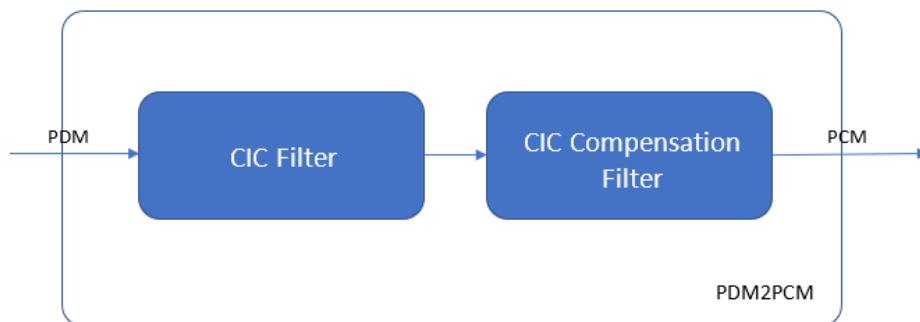 PDM
CIC Filter
CIC Compensation
Filter
PCM
PDM2PCM